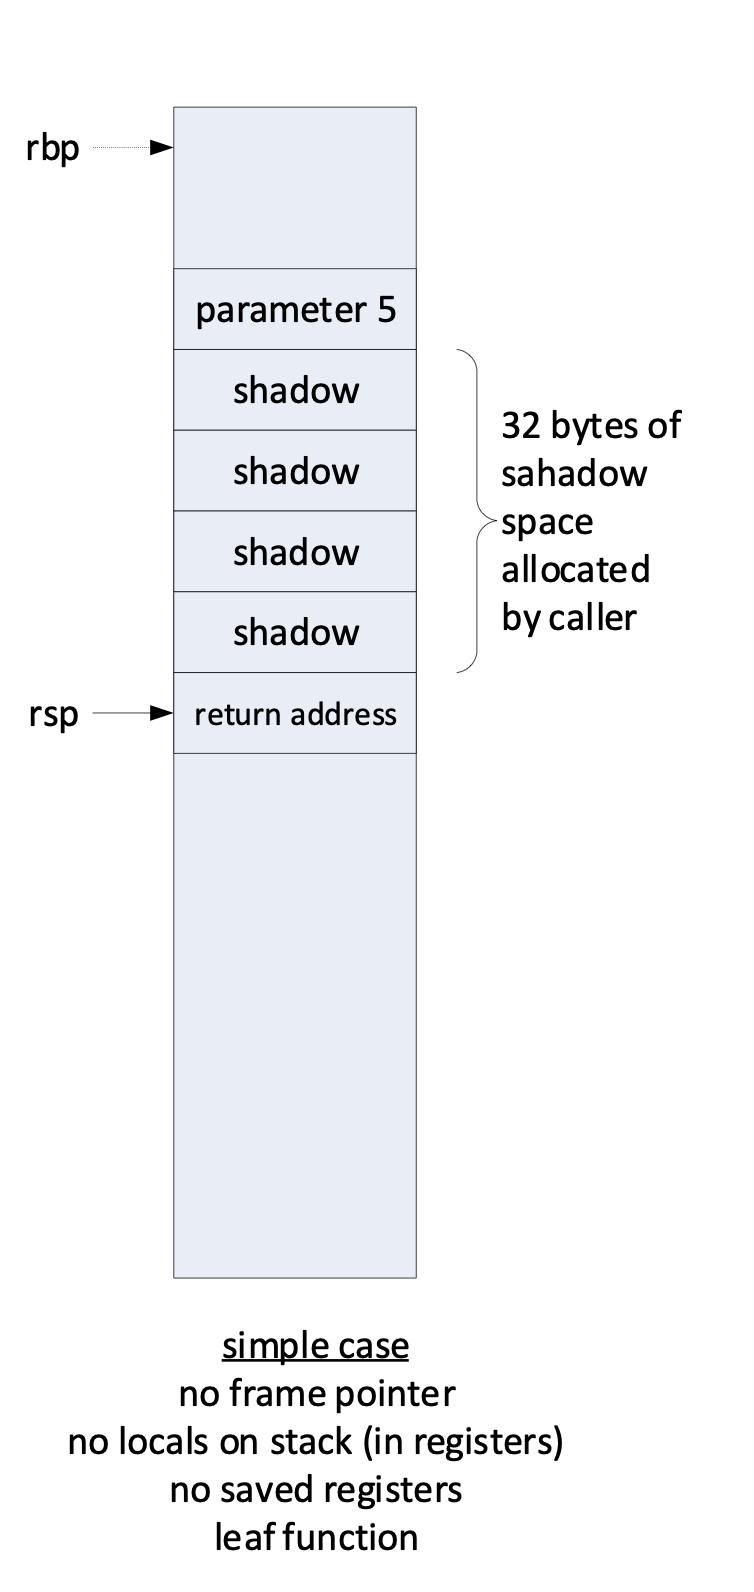 rbp
parameter 5
shadow
shadow
shadow
shadow
32 bytes of
sahadow
space
allocated
by caller
rsp
return address
simple case
no frame pointer
no locals on stack (in registers)
no saved registers
leaf function